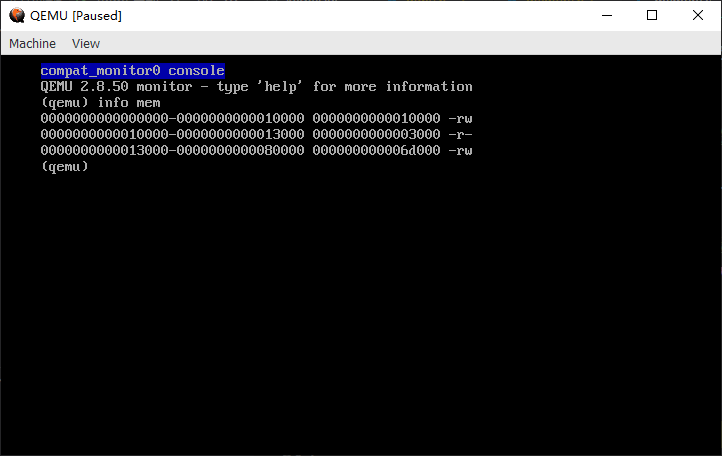 QEMU [Paused]
Machine View
compat_monitor0 console
QEMU 2.8.50 monitor - type 'help' for more information
(qemu) info mem
0000000000000000-0000000000010000 0000000000010000 -rw
0000000000010000-0000000000013000 0000000000003000 -r-
0000000000013000-0000000000080000 000000000006d000 -rw
(qemu)